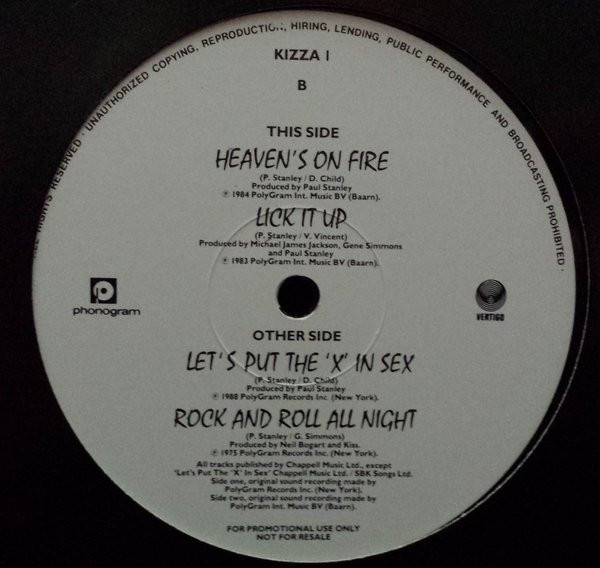 ALL RIGHTS RESERVED · UNAUTHORIZED COPYING, REPRODUCTION, HIRING, LENDING, PUBLIC PERFORMANCE AND BROADCASTING PROHIBITED ·
KIZZA 1
B
THIS SIDE
HEAVEN'S ON FIRE
(P. Stanley / D. Child)
Produced by Paul Stanley
℗ 1984 PolyGram Int. Music BV (Baarn).
LICK IT UP
(P. Stanley / V. Vincent)
Produced by Michael James Jackson, Gene Simmons
and Paul Stanley
℗ 1983 PolyGram Int. Music BV (Baarn).
phonogram
VERTIGO
OTHER SIDE
LET'S PUT THE 'X' IN SEX
(P. Stanley / D. Child)
Produced by Paul Stanley
℗ 1988 PolyGram Records Inc. (New York).
ROCK AND ROLL ALL NIGHT
(P. Stanley / G. Simmons)
Produced by Neil Bogart and Kiss.
℗ 1975 PolyGram Records Inc. (New York).
All tracks published by Chappell Music Ltd., except
'Let's Put The 'X' In Sex' Chappell Music Ltd. / SBK Songs Ltd.
Side one, original sound recording made by
PolyGram Records Inc. (New York).
Side two, original sound recording made by
PolyGram Int. Music BV (Baarn).
FOR PROMOTIONAL USE ONLY
NOT FOR RESALE